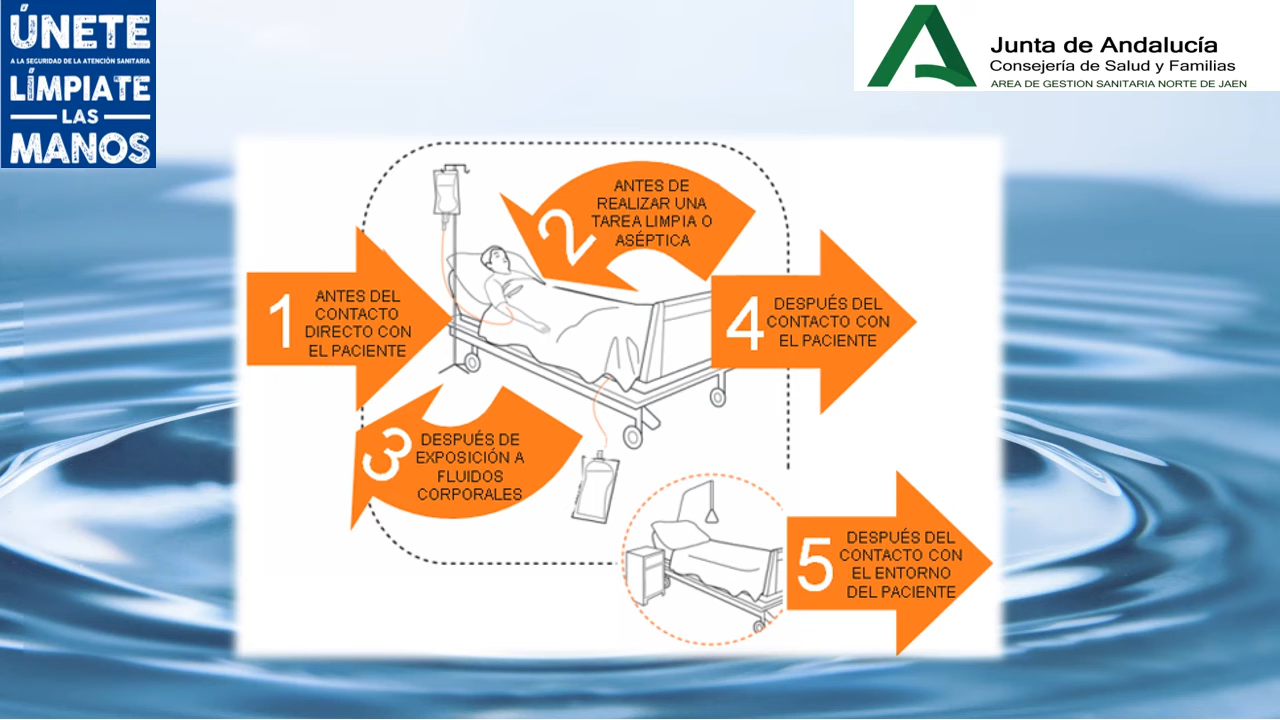 ÚNETE
A LA SEGURIDAD DE LA ATENCIÓN SANITARIA
LÍMPIATE
LAS
MANOS
Junta de Andalucía
Consejería de Salud y Familias
AREA DE GESTION SANITARIA NORTE DE JAEN
1
ANTES DEL
CONTACTO
DIRECTO CON
EL PACIENTE
2
ANTES DE
REALIZAR UNA
TAREA LIMPIA O
ASÉPTICA
3
DESPUÉS DE
EXPOSICIÓN A
FLUIDOS
CORPORALES
4
DESPUÉS DEL
CONTACTO CON
EL PACIENTE
5
DESPUÉS DEL
CONTACTO CON
EL ENTORNO
DEL PACIENTE